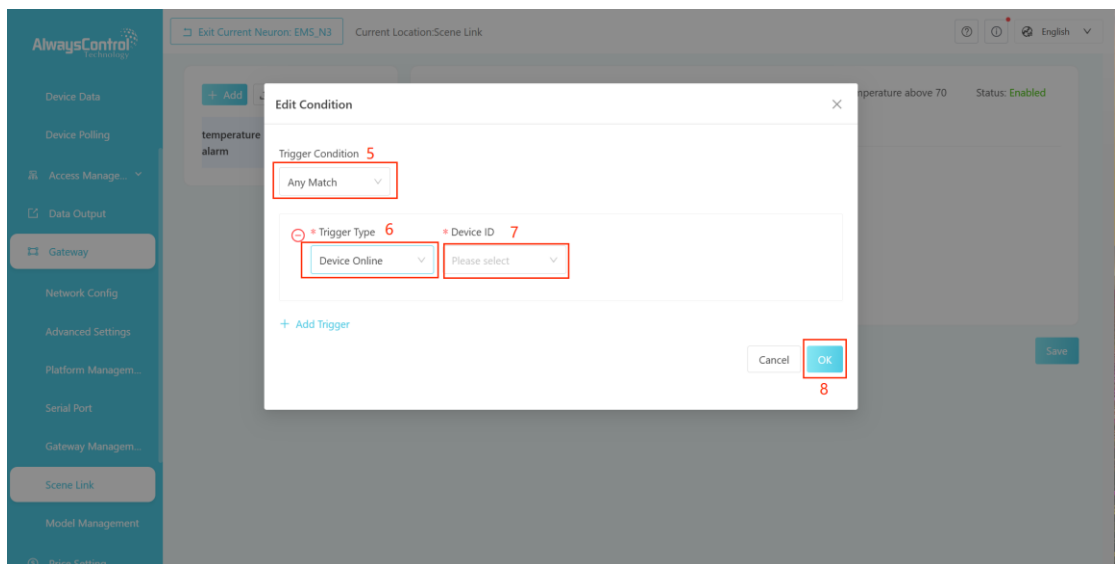 AlwaysControl
Technology
Exit Current Neuron: EMS_N3
Current Location:Scene Link
English
Device Data
Device Polling
Access Manage...
Data Output
Gateway
Network Config
Advanced Settings
Platform Managem...
Serial Port
Gateway Managem...
Scene Link
Model Management
Price Setting
+ Add
temperature
alarm
mperature above 70
Status: Enabled
Edit Condition
Trigger Condition 5
Any Match
* Trigger Type 6
* Device ID 7
Device Online
Please select
+ Add Trigger
Cancel
OK
8
Save